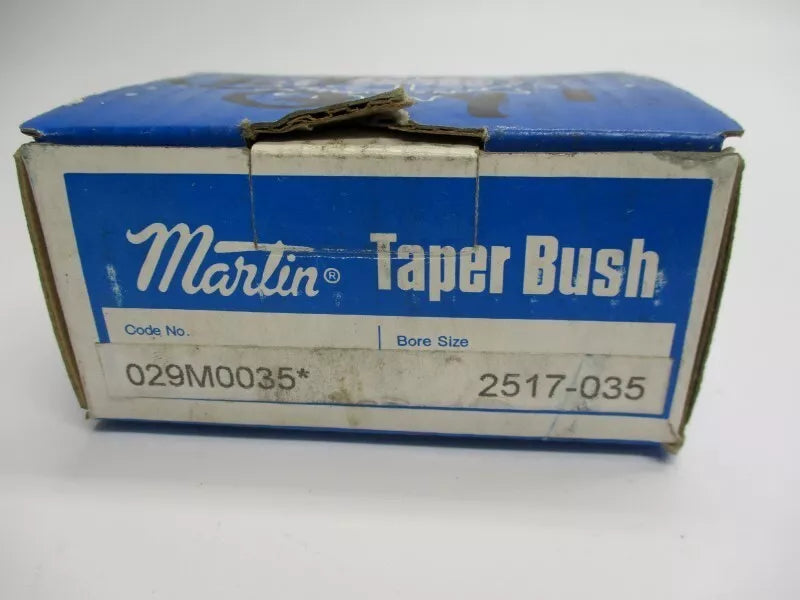 Martin® Taper Bush
Code No.
Bore Size
029M0035*
2517-035